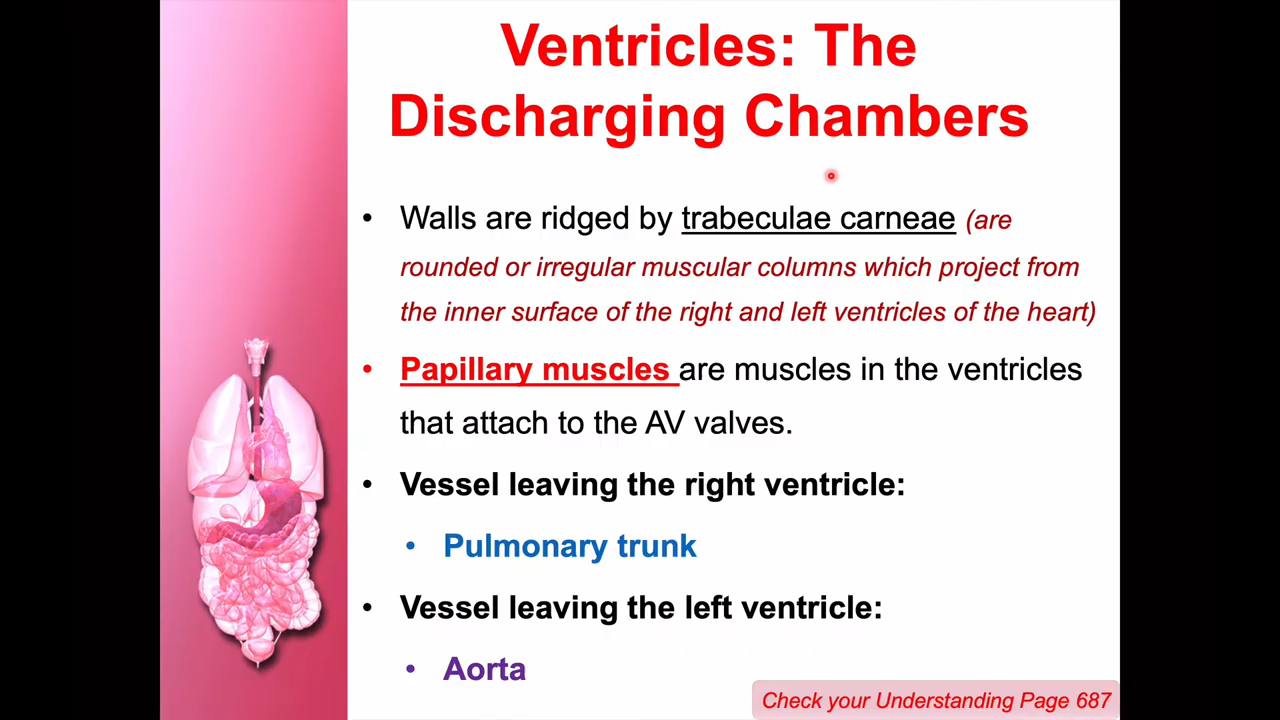 Ventricles: The
Discharging Chambers
• Walls are ridged by trabeculae carneae (are
rounded or irregular muscular columns which project from
the inner surface of the right and left ventricles of the heart)
• Papillary muscles are muscles in the ventricles
that attach to the AV valves.
• Vessel leaving the right ventricle:
• Pulmonary trunk
• Vessel leaving the left ventricle:
• Aorta
Check your Understanding Page 687